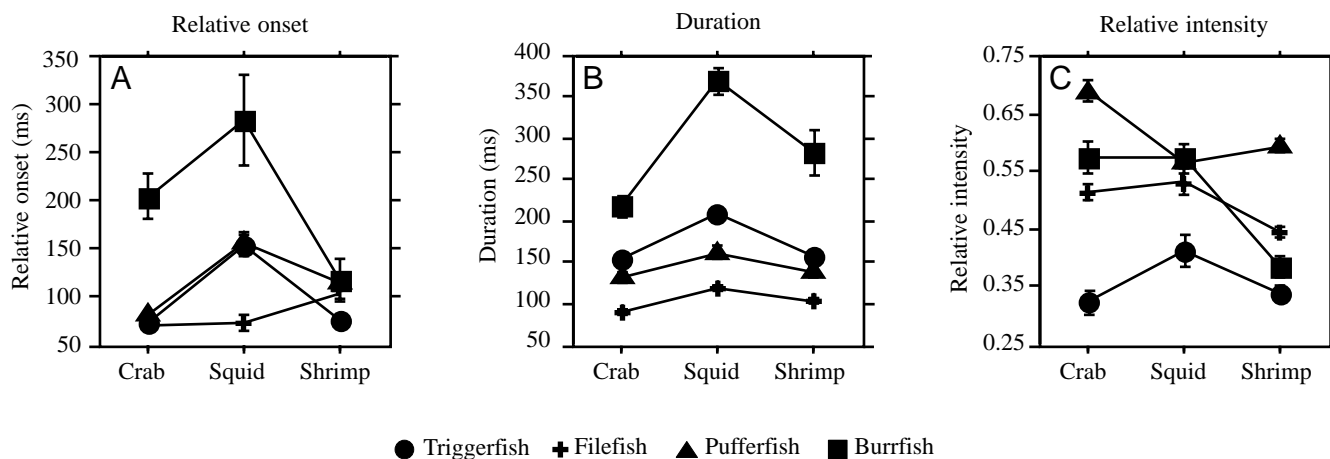 Relative onset
Duration
Relative intensity
A
B
C
Relative onset (ms)
350
300
250
200
150
100
50
Crab Squid Shrimp
Duration (ms)
400
350
300
250
200
150
100
50
Crab Squid Shrimp
Relative intensity
0.75
0.65
0.55
0.45
0.35
0.25
Crab Squid Shrimp
Triggerfish Filefish Pufferfish Burrfish